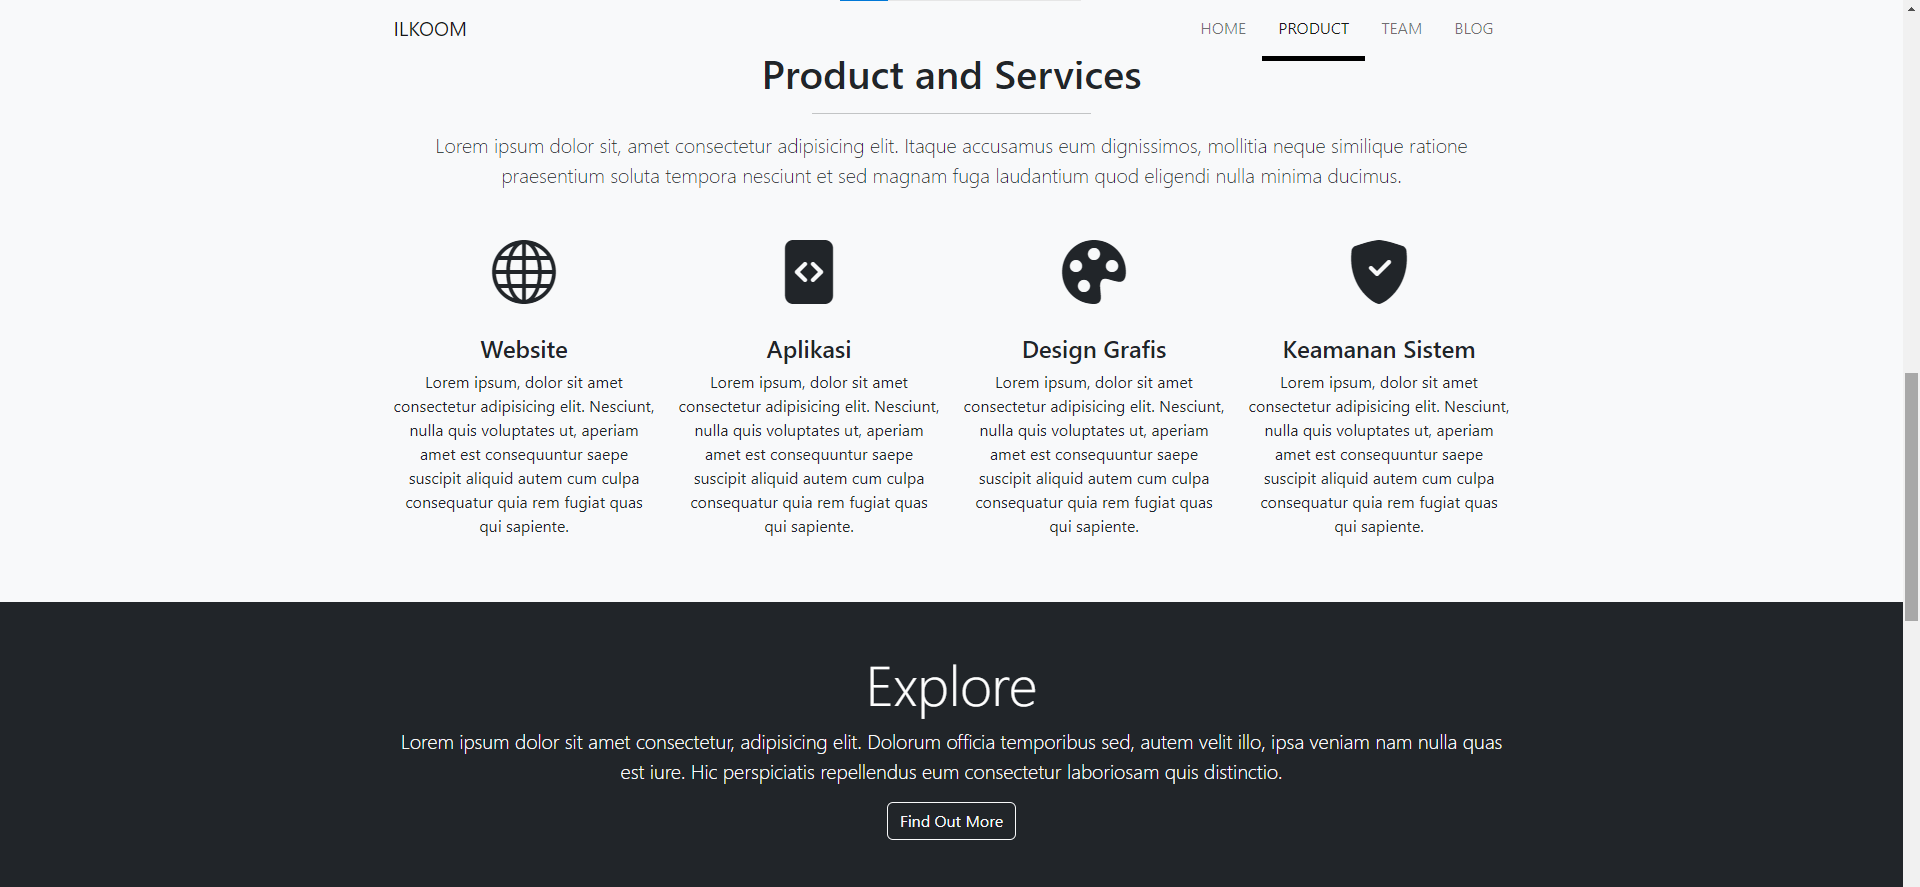 ILKOOM
HOME
PRODUCT
TEAM
BLOG
Product and Services
Lorem ipsum dolor sit, amet consectetur adipisicing elit. Itaque accusamus eum dignissimos, mollitia neque similique ratione
praesentium soluta tempora nesciunt et sed magnam fuga laudantium quod eligendi nulla minima ducimus.
Website
Lorem ipsum, dolor sit amet
consectetur adipisicing elit. Nesciunt,
nulla quis voluptates ut, aperiam
amet est consequuntur saepe
suscipit aliquid autem cum culpa
consequatur quia rem fugiat quas
qui sapiente.
Aplikasi
Lorem ipsum, dolor sit amet
consectetur adipisicing elit. Nesciunt,
nulla quis voluptates ut, aperiam
amet est consequuntur saepe
suscipit aliquid autem cum culpa
consequatur quia rem fugiat quas
qui sapiente.
Design Grafis
Lorem ipsum, dolor sit amet
consectetur adipisicing elit. Nesciunt,
nulla quis voluptates ut, aperiam
amet est consequuntur saepe
suscipit aliquid autem cum culpa
consequatur quia rem fugiat quas
qui sapiente.
Keamanan Sistem
Lorem ipsum, dolor sit amet
consectetur adipisicing elit. Nesciunt,
nulla quis voluptates ut, aperiam
amet est consequuntur saepe
suscipit aliquid autem cum culpa
consequatur quia rem fugiat quas
qui sapiente.
Explore
Lorem ipsum dolor sit amet consectetur, adipisicing elit. Dolorum officia temporibus sed, autem velit illo, ipsa veniam nam nulla quas
est iure. Hic perspiciatis repellendus eum consectetur laboriosam quis distinctio.
Find Out More